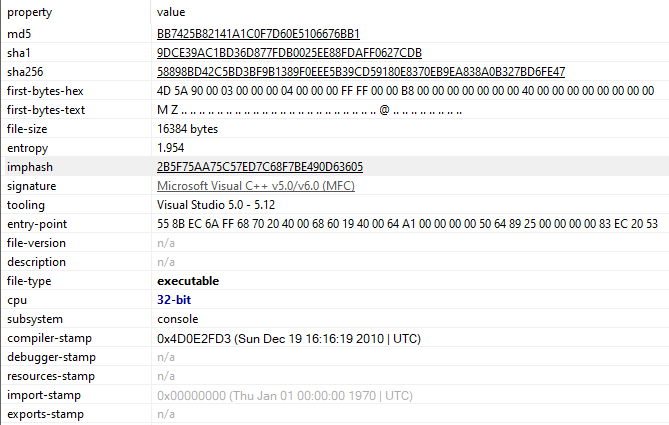 property value
md5 BB7425B82141A1C0F7D60E5106676BB1
sha1 9DCE39AC1BD36D877FDB0025EE88FDAFF0627CDB
sha256 58898BD42C5BD3BF9B1389F0EEE5B39CD59180E8370EB9EA838A0B327BD6FE47
first-bytes-hex 4D 5A 90 00 03 00 00 00 04 00 00 00 FF FF 00 00 B8 00 00 00 00 00 00 00 40 00 00 00 00 00 00 00
first-bytes-text M Z .. .. .. .. .. .. .. .. .. .. .. .. .. .. .. .. .. .. .. .. .. .. @ .. .. .. .. .. .. ..
file-size 16384 bytes
entropy 1.954
imphash 2B5F75AA75C57ED7C68F7BE490D63605
signature Microsoft Visual C++ v5.0/v6.0 (MFC)
tooling Visual Studio 5.0 - 5.12
entry-point 55 8B EC 6A FF 68 70 20 40 00 68 60 19 40 00 64 A1 00 00 00 00 50 64 89 25 00 00 00 00 83 EC 20 53
file-version n/a
description n/a
file-type executable
cpu 32-bit
subsystem console
compiler-stamp 0x4D0E2FD3 (Sun Dec 19 16:16:19 2010 | UTC)
debugger-stamp n/a
resources-stamp n/a
import-stamp 0x00000000 (Thu Jan 01 00:00:00 1970 | UTC)
exports-stamp n/a